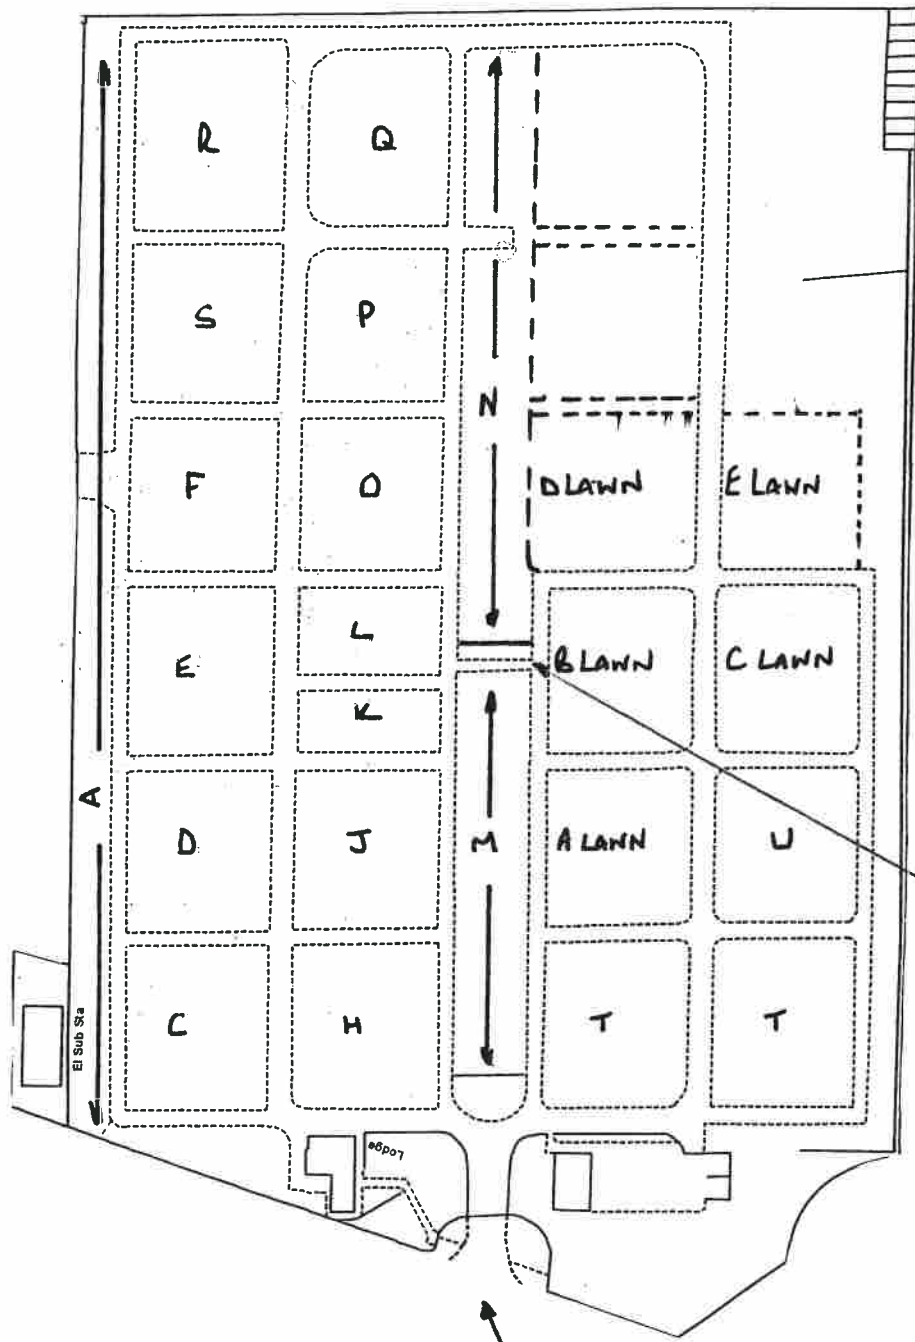 R Q
S P
N
F O D LAWN E LAWN
L
E B LAWN C LAWN
K
A
D J M A LAWN U
C H T T
El Sub Sta
Lodge